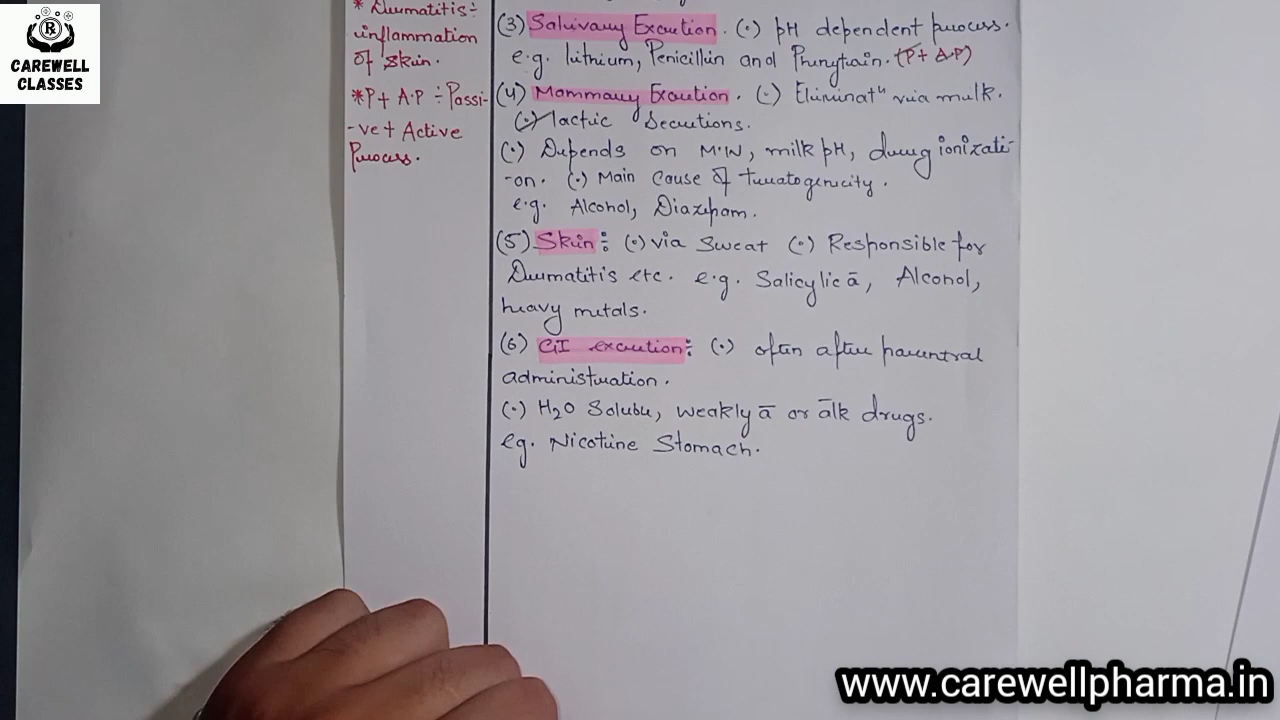 CAREWELL
CLASSES
* Dermatitis:-
inflammation
of skin.
*P+ A.P ÷ Passi-
-ve + Active
Process.
(3) Salivary Excretion. (•) pH dependent process.
e.g. lithium, Penicillin and Phenytoin. (P+ A.P)
(4) Mammary Excretion. (•) Eliminatⁿ via milk.
(•) lactic Secretions.
(•) Depends on M.W, milk pH, drug ionizati-
-on. (•) Main Cause of teratogenicity.
e.g. Alcohol, Diazepam.
(5) Skin: (•) via Sweat (•) Responsible for
Dermatitis etc. e.g. Salicylic ā, Alcohol,
heavy metals.
(6) GI excretion: (•) often after parentral
administration.
(•) H₂O Soluble, weakly ā or ālk drugs.
eg. Nicotine Stomach.
www.carewellpharma.in